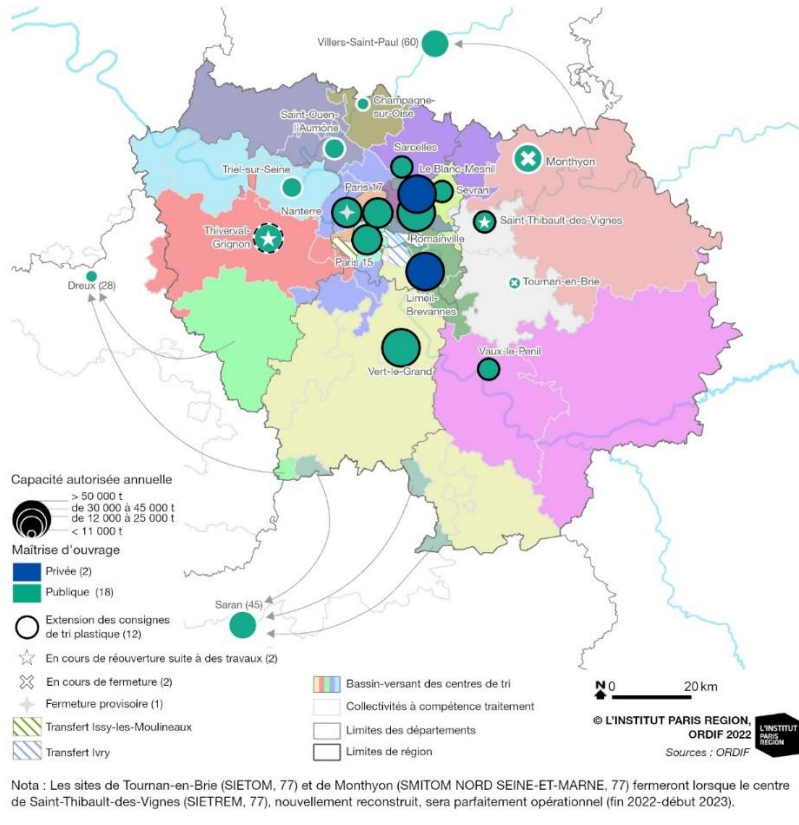 Villers-Saint-Paul (60)
Champagne-
sur-Oise
Saint-Ouen-
l'Aumône
Sarcelles
Monthyon
Le Blanc-Mesnil
Triel-sur-Seine
Paris 17
Sevran
Nanterre
Saint-Thibault-des-Vignes
Thiverval-
Grignon
Romainville
Paris 15
Dreux (28)
Tournan-en-Brie
Limeil-
Brevannes
Vaux-le-Penil
Vert-le-Grand
Capacité autorisée annuelle
> 50 000 t
de 30 000 à 45 000 t
de 12 000 à 25 000 t
< 11 000 t
Maîtrise d'ouvrage
Privée (2)
Publique (18)
Saran (45)
Extension des consignes
de tri plastique (12)
En cours de réouverture suite à des travaux (2)
En cours de fermeture (2)
Fermeture provisoire (1)
Transfert Issy-les-Moulineaux
Transfert Ivry
Bassin-versant des centres de tri
Collectivités à compétence traitement
Limites des départements
Limites de région
N 0 20 km
© L'INSTITUT PARIS REGION,
ORDIF 2022
Sources : ORDIF
L'INSTITUT
PARIS
REGION
Nota : Les sites de Tournan-en-Brie (SIETOM, 77) et de Monthyon (SMITOM NORD SEINE-ET-MARNE, 77) fermeront lorsque le centre
de Saint-Thibault-des-Vignes (SIETREM, 77), nouvellement reconstruit, sera parfaitement opérationnel (fin 2022-début 2023).